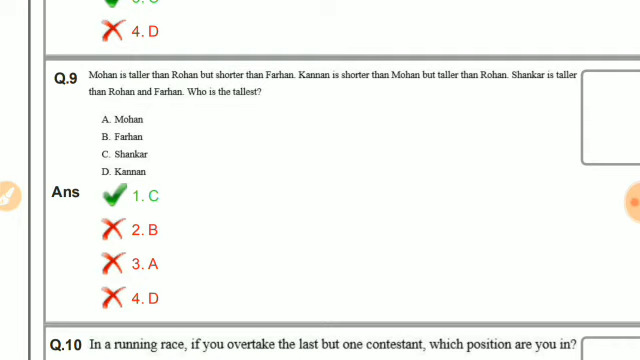 4. D
Q.9 Mohan is taller than Rohan but shorter than Farhan. Kannan is shorter than Mohan but taller than Rohan. Shankar is taller
than Rohan and Farhan. Who is the tallest?
A. Mohan
B. Farhan
C. Shankar
D. Kannan
Ans 1. C
2. B
3. A
4. D
Q.10 In a running race, if you overtake the last but one contestant, which position are you in?